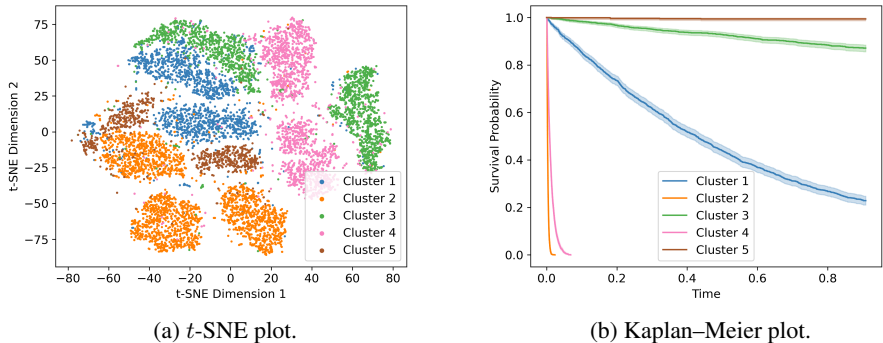 75
50
25
0
−25
−50
−75
t-SNE Dimension 2
−80 −60 −40 −20 0 20 40 60 80
t-SNE Dimension 1
Cluster 1
Cluster 2
Cluster 3
Cluster 4
Cluster 5
(a) t-SNE plot.
1.0
0.8
0.6
0.4
0.2
0.0
Survival Probability
0.0 0.2 0.4 0.6 0.8
Time
Cluster 1
Cluster 2
Cluster 3
Cluster 4
Cluster 5
(b) Kaplan–Meier plot.